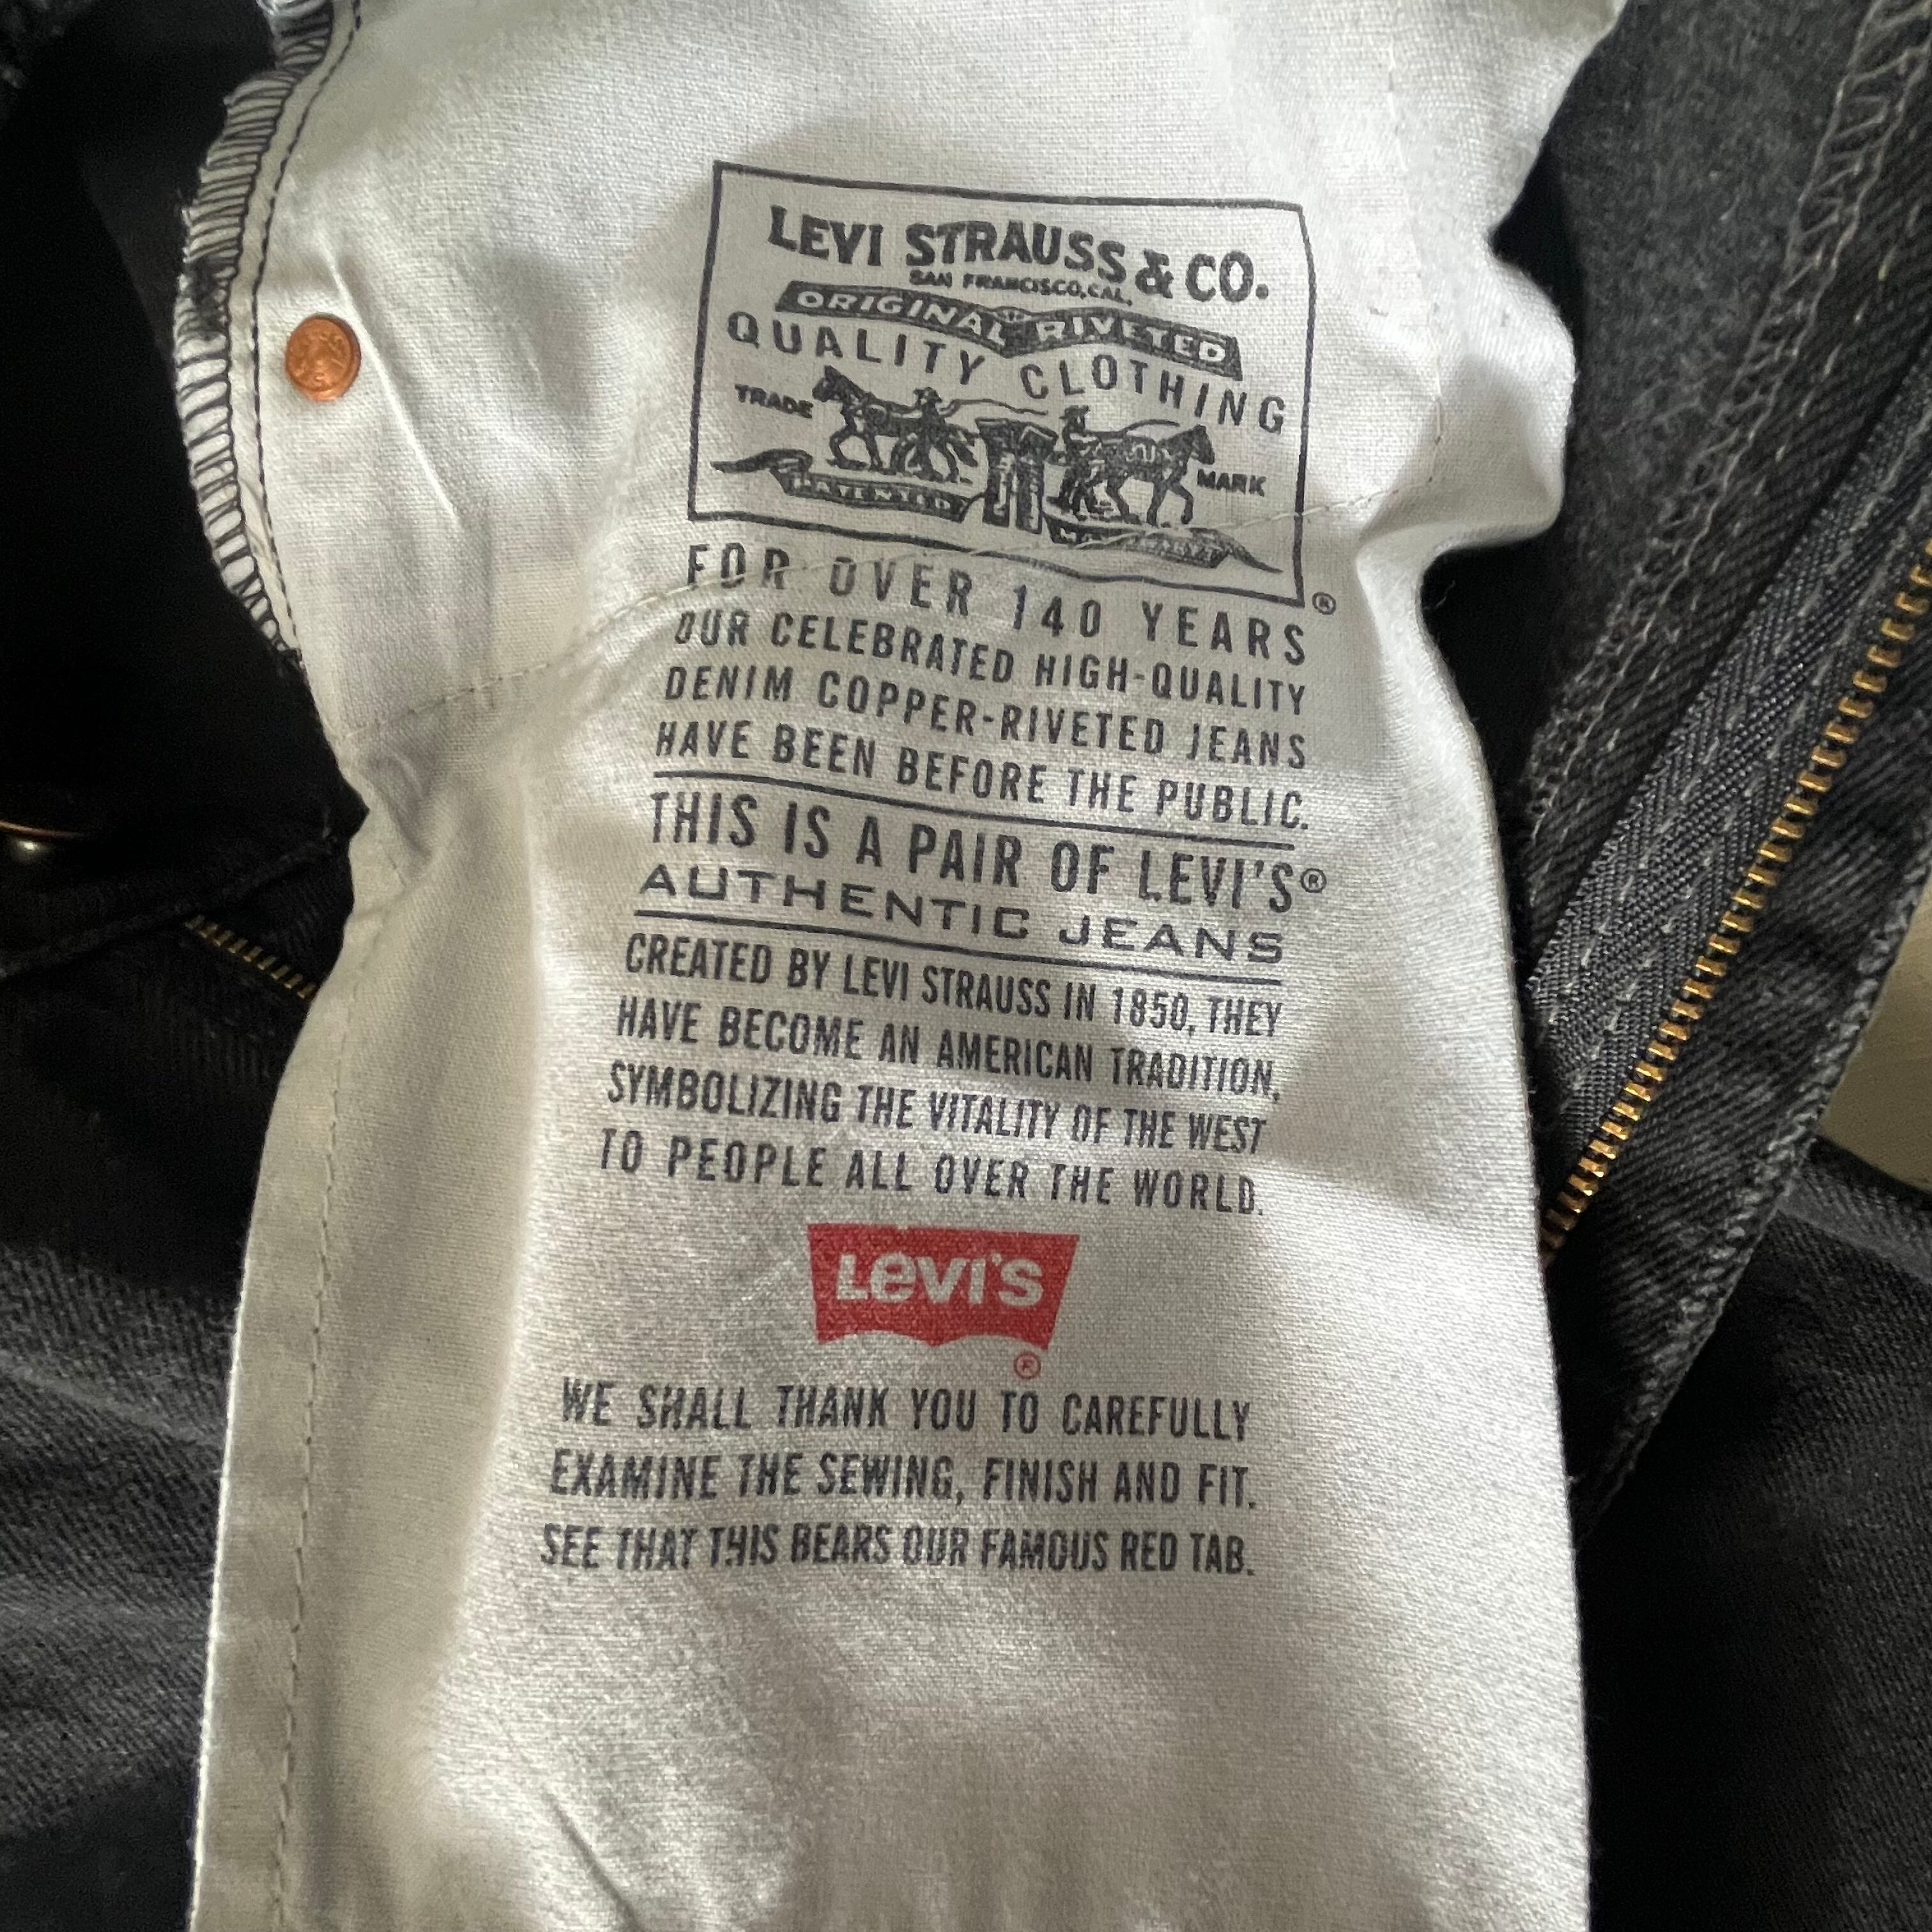 LEVI STRAUSS & CO.
SAN FRANCISCO, CAL.
ORIGINAL RIVETED
QUALITY CLOTHING
TRADE MARK
PATENTED
®
FOR OVER 140 YEARS
OUR CELEBRATED HIGH-QUALITY
DENIM COPPER-RIVETED JEANS
HAVE BEEN BEFORE THE PUBLIC.
THIS IS A PAIR OF LEVI'S®
AUTHENTIC JEANS
CREATED BY LEVI STRAUSS IN 1850, THEY
HAVE BECOME AN AMERICAN TRADITION,
SYMBOLIZING THE VITALITY OF THE WEST
TO PEOPLE ALL OVER THE WORLD.
LEVI'S
®
WE SHALL THANK YOU TO CAREFULLY
EXAMINE THE SEWING, FINISH AND FIT.
SEE THAT THIS BEARS OUR FAMOUS RED TAB.